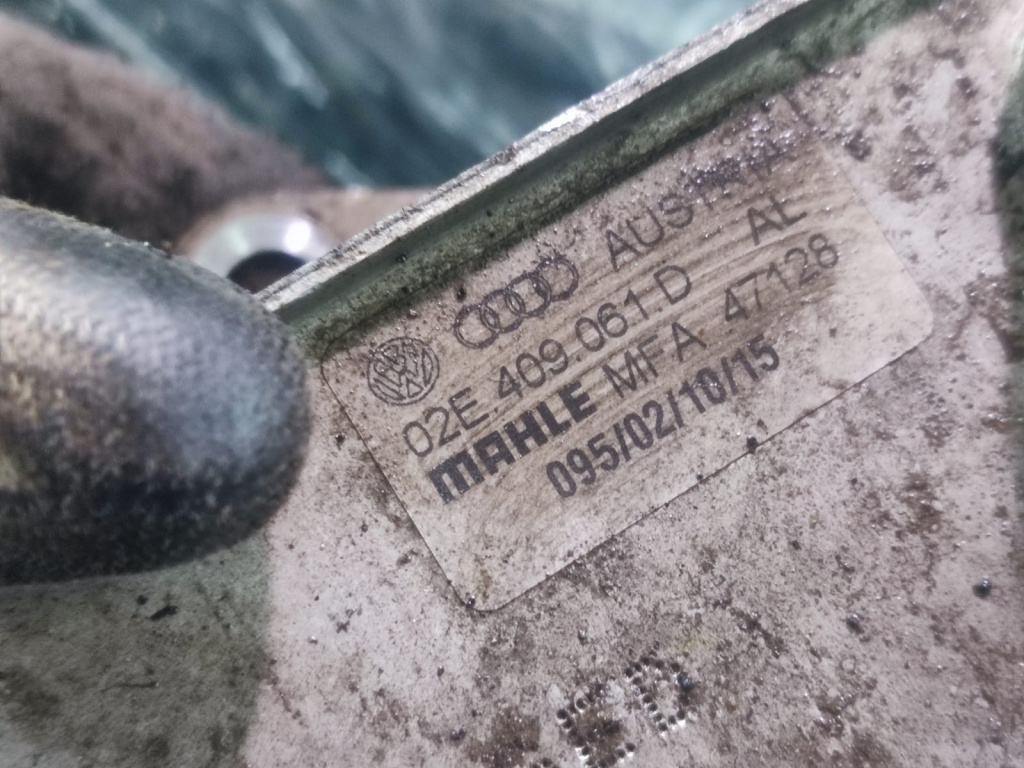 AUSTRIA
02E.409.061.D AL
MAHLE MFA 47128
095/02/10/15